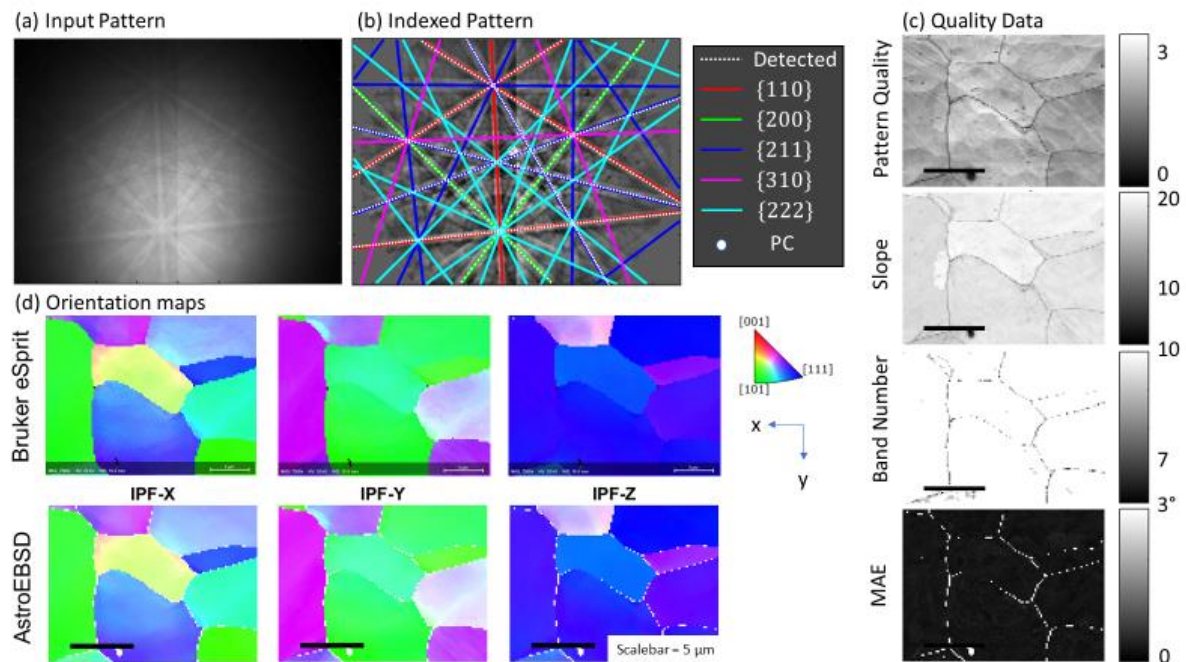 (a) Input Pattern
(b) Indexed Pattern
Detected
{110}
{200}
{211}
{310}
{222}
PC
(c) Quality Data
Pattern Quality
3
0
Slope
20
10
Band Number
10
7
MAE
3°
0
(d) Orientation maps
Bruker eSprit
[001]
[101]
[111]
x
y
IPF-X
IPF-Y
IPF-Z
AstroEBSD
Scalebar = 5 μm